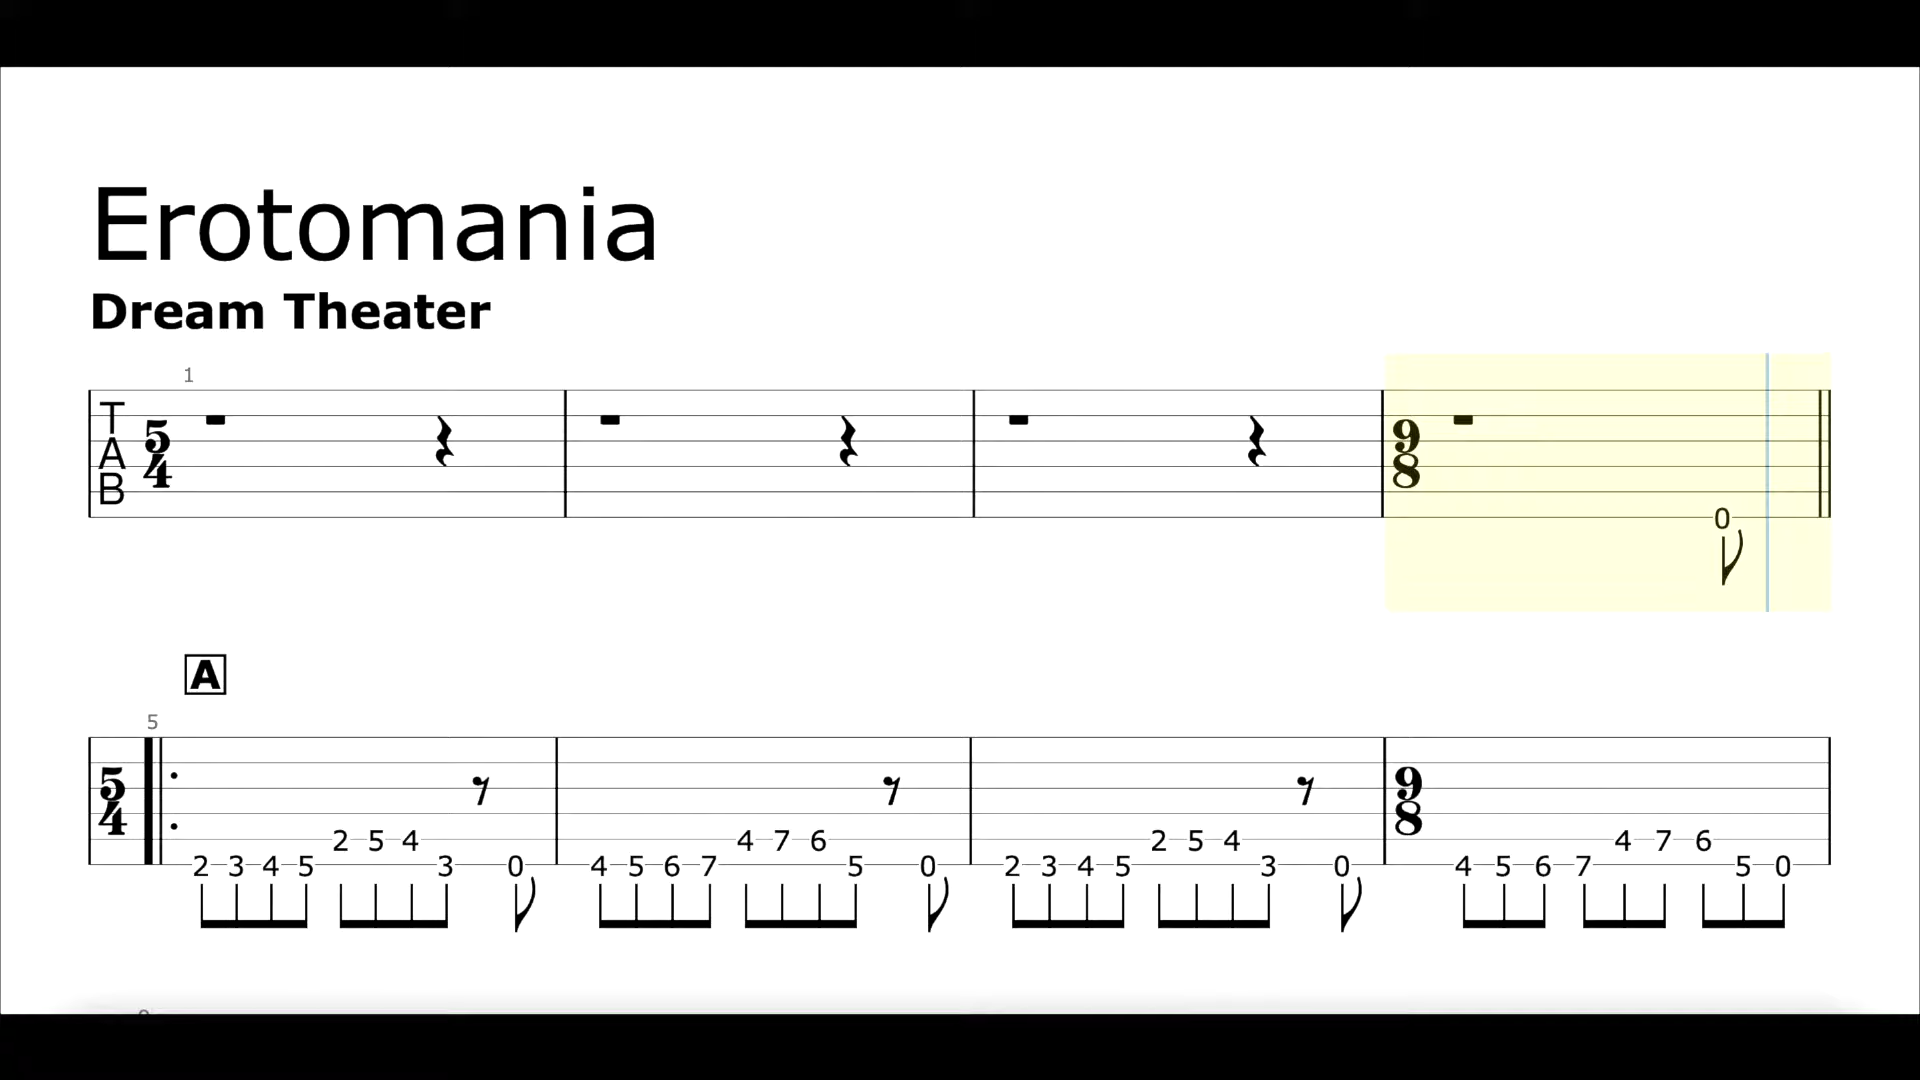 Erotomania
Dream Theater
1
T
A
B
5
4
9
8
0
A
5
5
4
9
8
2 5 4 4 7 6 2 5 4 4 7 6
2 3 4 5 3 0 4 5 6 7 5 0 2 3 4 5 3 0 4 5 6 7 5 0